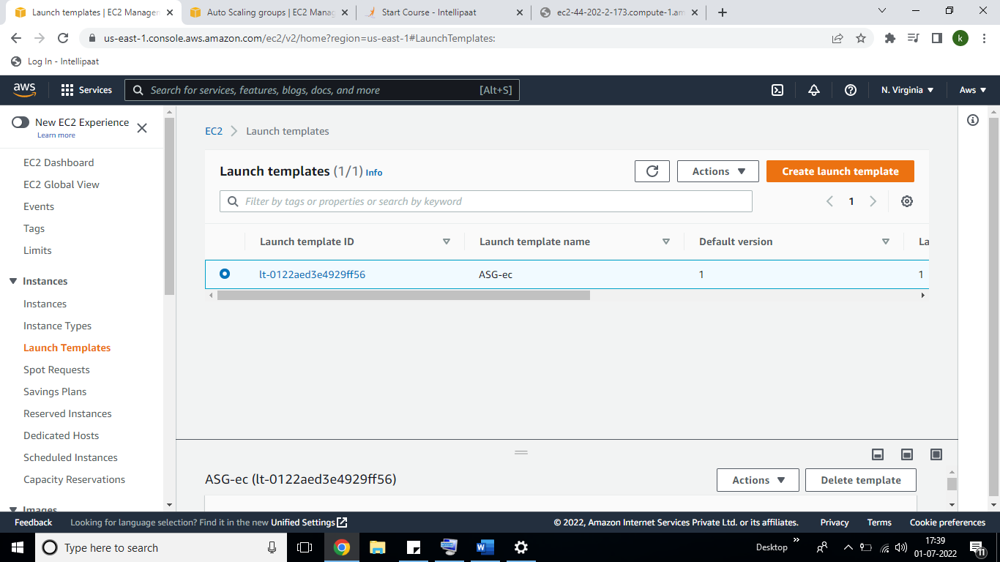 Launch templates | EC2 Manage
Auto Scaling groups | EC2 Manag
Start Course - Intellipaat
ec2-44-202-2-173.compute-1.am
us-east-1.console.aws.amazon.com/ec2/v2/home?region=us-east-1#LaunchTemplates:
k
Log In - Intellipaat
aws
Services
Search for services, features, blogs, docs, and more [Alt+S]
N. Virginia
Aws
New EC2 Experience
Learn more
EC2 Dashboard
EC2 Global View
Events
Tags
Limits
Instances
Instances
Instance Types
Launch Templates
Spot Requests
Savings Plans
Reserved Instances
Dedicated Hosts
Scheduled Instances
Capacity Reservations
Images
EC2 Launch templates
Launch templates (1/1) Info
Actions
Create launch template
Filter by tags or properties or search by keyword
1
Launch template ID Launch template name Default version La
lt-0122aed3e4929ff56 ASG-ec 1 1
ASG-ec (lt-0122aed3e4929ff56)
Actions
Delete template
Feedback Looking for language selection? Find it in the new Unified Settings
© 2022, Amazon Internet Services Private Ltd. or its affiliates. Privacy Terms Cookie preferences
Type here to search
Desktop
17:39
01-07-2022
11